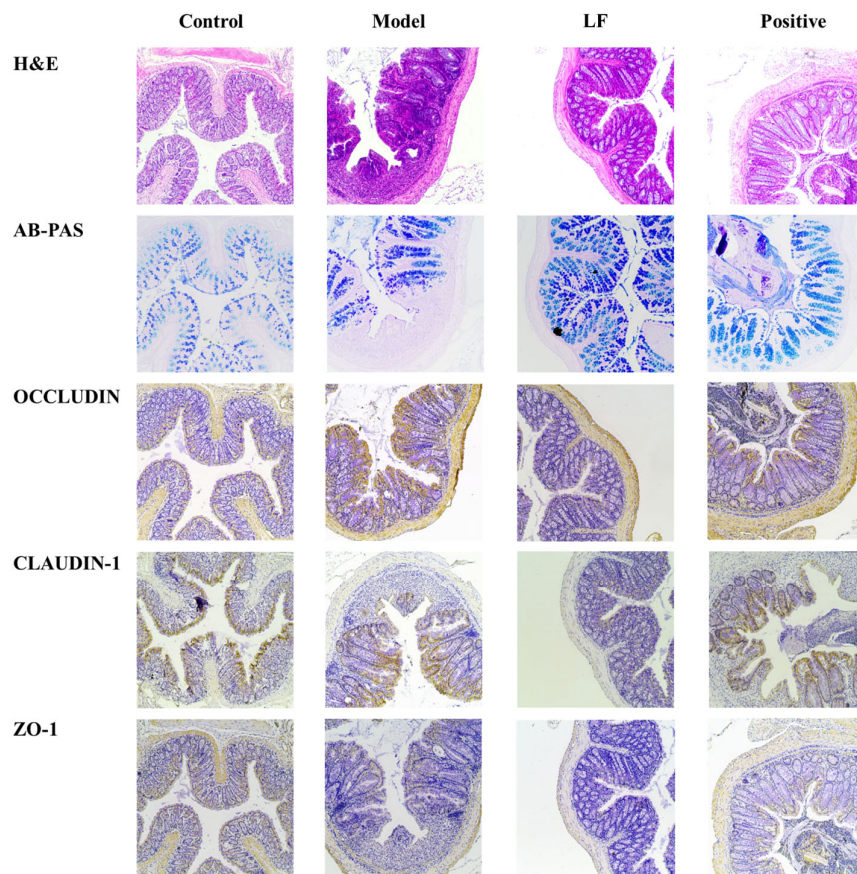 Control Model LF Positive
H&E
AB-PAS
OCCLUDIN
CLAUDIN-1
ZO-1